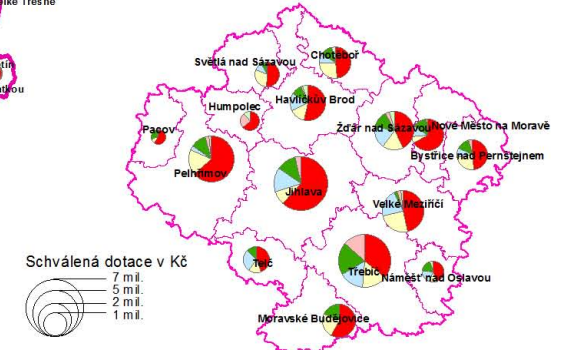 Světlá nad Sázavou
Chotěboř
Humpolec
Havlíčkův Brod
Pacov
Žďár nad Sázavou
Nové Město na Moravě
Bystřice nad Pernštejnem
Pelhřimov
Jihlava
Velké Meziříčí
Telč
Třebíč
Náměšť nad Oslavou
Moravské Budějovice
Schválená dotace v Kč
7 mil.
5 mil.
2 mil.
1 mil.